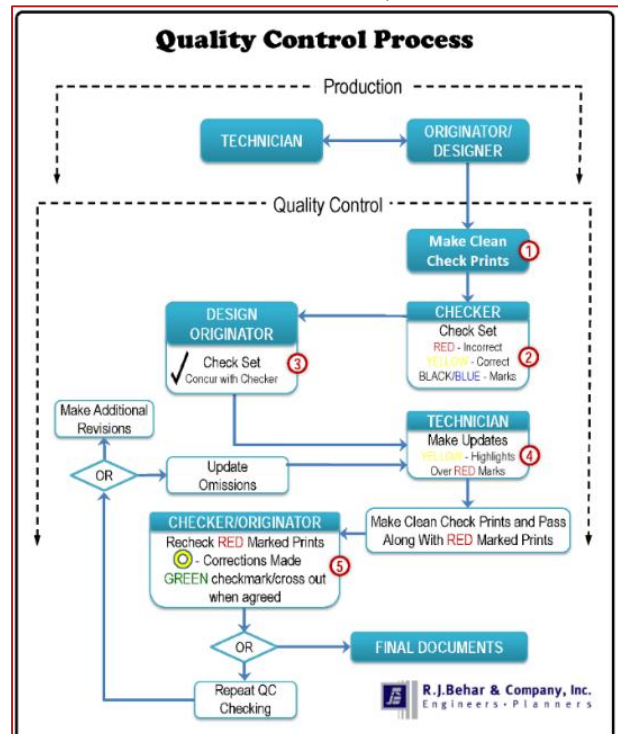 Quality Control Process
Production
TECHNICIAN
ORIGINATOR/
DESIGNER
Quality Control
Make Clean
Check Prints
1
CHECKER
Check Set
RED - Incorrect
YELLOW - Correct
BLACK/BLUE - Marks
2
DESIGN
ORIGINATOR
Check Set
Concur with Checker
3
TECHNICIAN
Make Updates
YELLOW - Highlights
Over RED Marks
4
Make Additional
Revisions
OR
Update
Omissions
Make Clean Check Prints and Pass
Along With RED Marked Prints
CHECKER/ORIGINATOR
Recheck RED Marked Prints
- Corrections Made
GREEN checkmark/cross out
when agreed
5
OR
FINAL DOCUMENTS
Repeat QC
Checking
R.J.Behar & Company, Inc.
Engineers · Planners